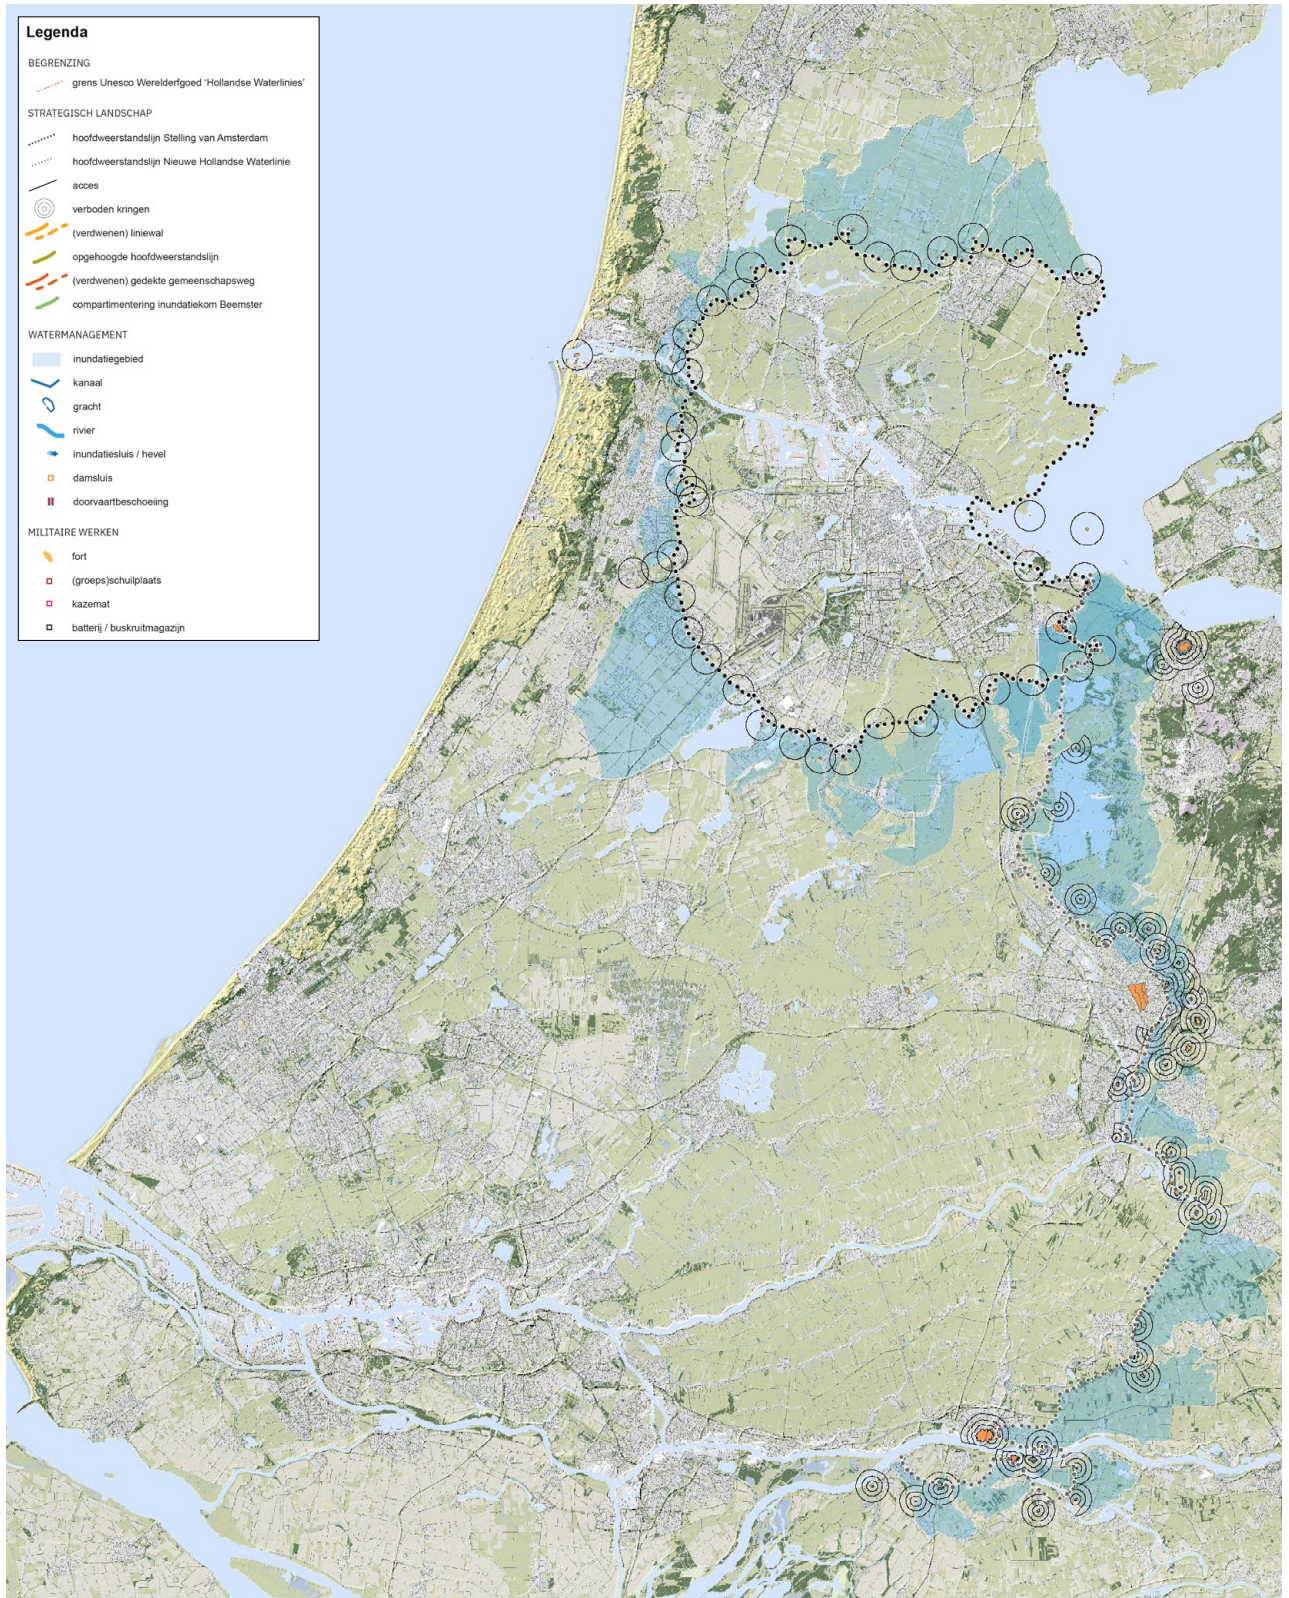 Legenda
BEGRENZING
grens Unesco Werelderfgoed ‘Hollandse Waterlinies’
STRATEGISCH LANDSCHAP
hoofdweerstandslijn Stelling van Amsterdam
hoofdweerstandslijn Nieuwe Hollandse Waterlinie
acces
verboden kringen
(verdwenen) liniewal
opgehoogde hoofdweerstandslijn
(verdwenen) gedekte gemeenschapsweg
compartimentering inundatiekom Beemster
WATERMANAGEMENT
inundatiegebied
kanaal
gracht
rivier
inundatiesluis / hevel
damsluis
doorvaartbeschoeiing
MILITAIRE WERKEN
fort
(groeps)schuilplaats
kazemat
batterij / buskruitmagazijn